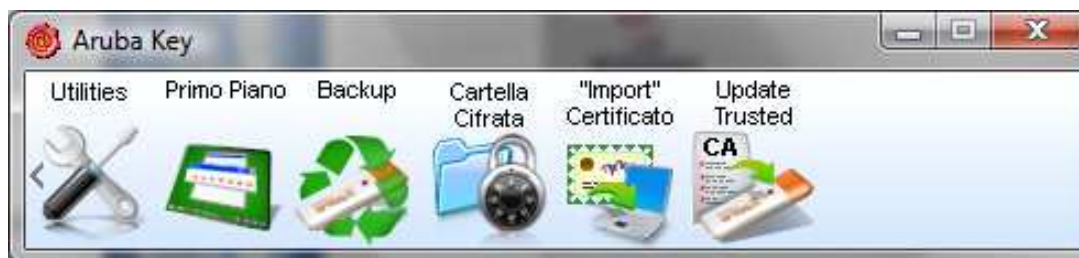 Aruba Key
Utilities
Primo Piano
Backup
Cartella
Cifrata
"Import"
Certificato
Update
Trusted
CA